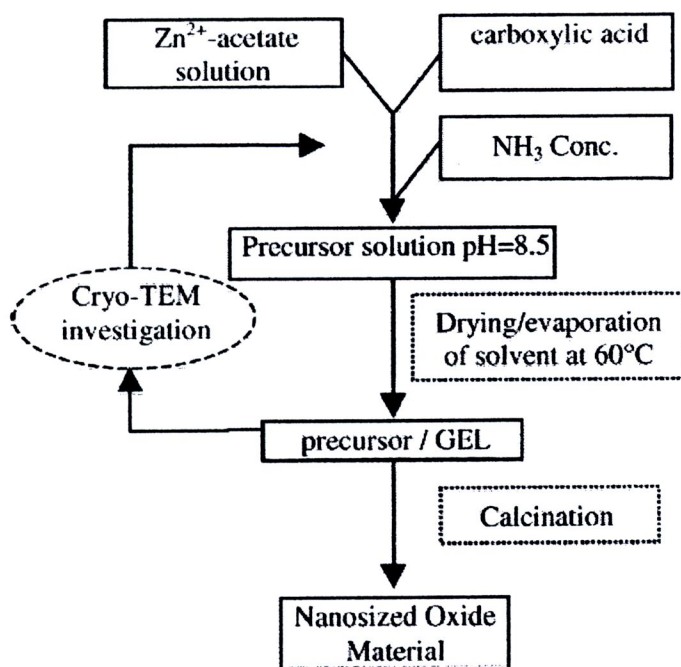 Zn²⁺-acetate
solution
carboxylic acid
NH₃ Conc.
Precursor solution pH=8.5
Cryo-TEM
investigation
Drying/evaporation
of solvent at 60°C
precursor / GEL
Calcination
Nanosized Oxide
Material